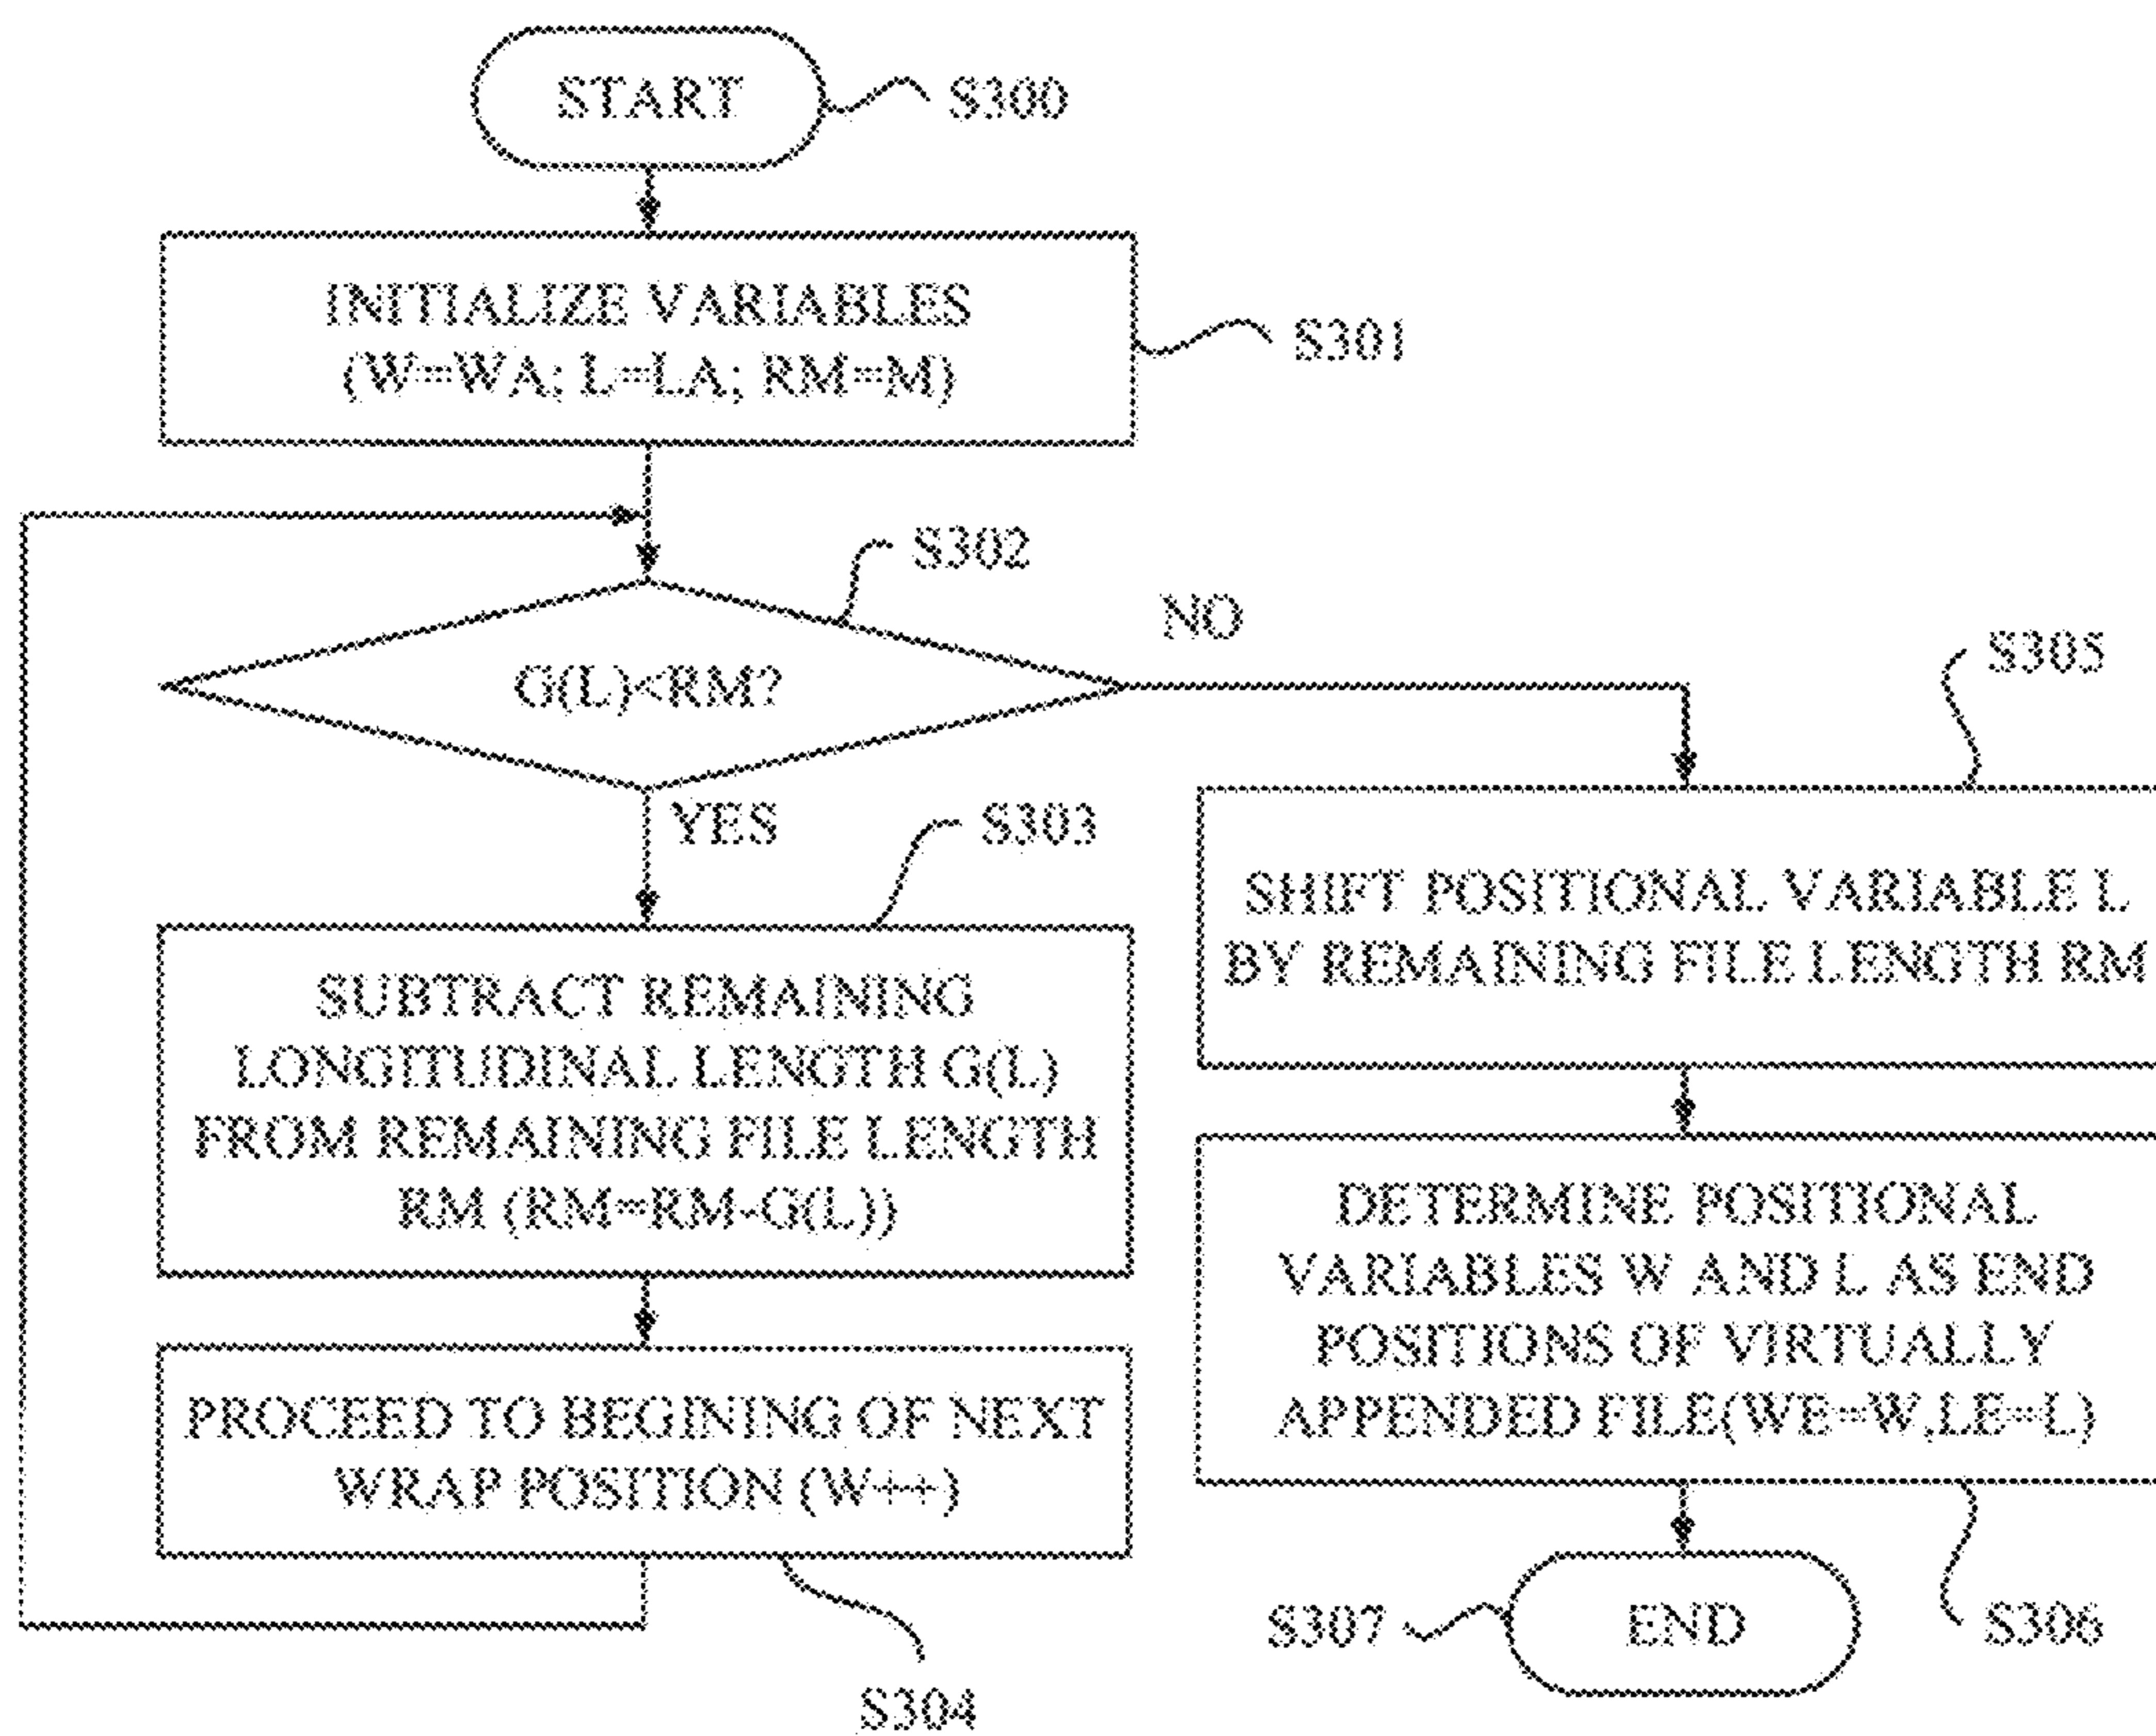 START
S300
INITIALIZE VARIABLES
(W=WA; L=LA; RM=M)
S301
S302
G(L)<RM?
NO
YES
S303
SUBTRACT REMAINING
LONGITUDINAL LENGTH G(L)
FROM REMAINING FILE LENGTH
RM (RM=RM-G(L))
PROCEED TO BEGINING OF NEXT
WRAP POSITION (W++)
S304
S305
SHIFT POSITIONAL VARIABLE L
BY REMAINING FILE LENGTH RM
DETERMINE POSITIONAL
VARIABLES W AND L AS END
POSITIONS OF VIRTUALLY
APPENDED FILE(WE=W,LE=L)
S306
S307
END